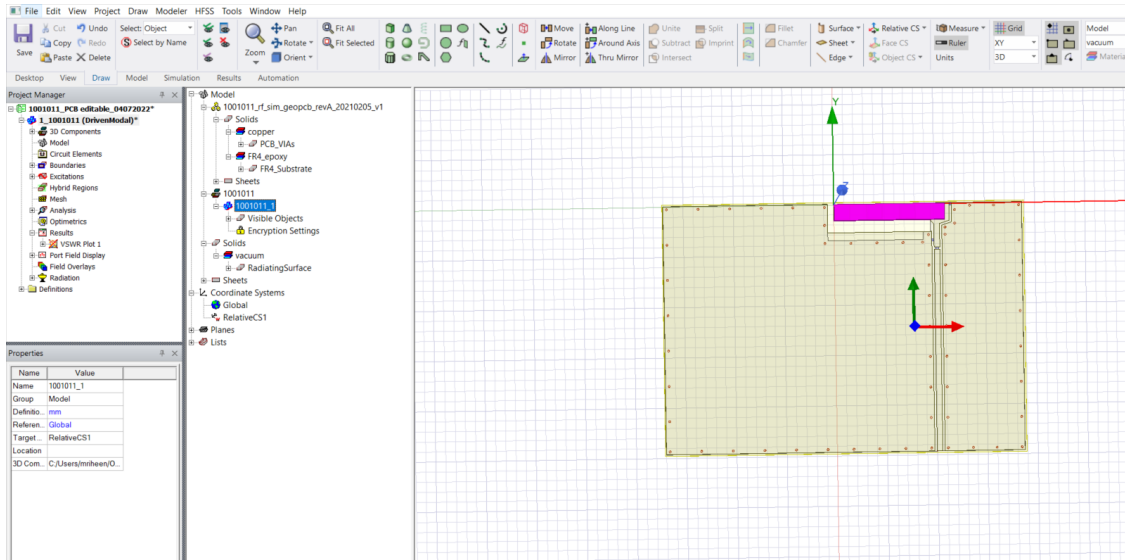 File Edit View Project Draw Modeler HFSS Tools Window Help
Save
Cut Undo
Copy Redo
Paste Delete
Select: Object
Select by Name
Zoom
Pan
Rotate
Orient
Fit All
Fit Selected
Move Along Line
Rotate Around Axis
Mirror Thru Mirror
Unite Split
Subtract Imprint
Intersect
Fillet
Chamfer
Surface
Sheet
Edge
Relative CS
Face CS
Object CS
Measure
Ruler
Units
Grid
XY
3D
Model
vacuum
Desktop View Draw Model Simulation Results Automation
Project Manager
1001011_PCB editable_04072022*
1_1001011 (DrivenModal)*
3D Components
Model
Circuit Elements
Boundaries
Excitations
Hybrid Regions
Mesh
Analysis
Optimetrics
Results
VSWR Plot 1
Port Field Display
Field Overlays
Radiation
Definitions
Properties
Name Value
Name 1001011_1
Group Model
Definitio... mm
Referen... Global
Target... RelativeCS1
Location
3D Com... C:/Users/mriheen/O...
Model
1001011_rf_sim_geopcb_revA_20210205_v1
Solids
copper
PCB_VIAs
FR4_epoxy
FR4_Substrate
Sheets
1001011
1001011_1
Visible Objects
Encryption Settings
Solids
vacuum
RadiatingSurface
Sheets
Coordinate Systems
Global
RelativeCS1
Planes
Lists
Y
Z